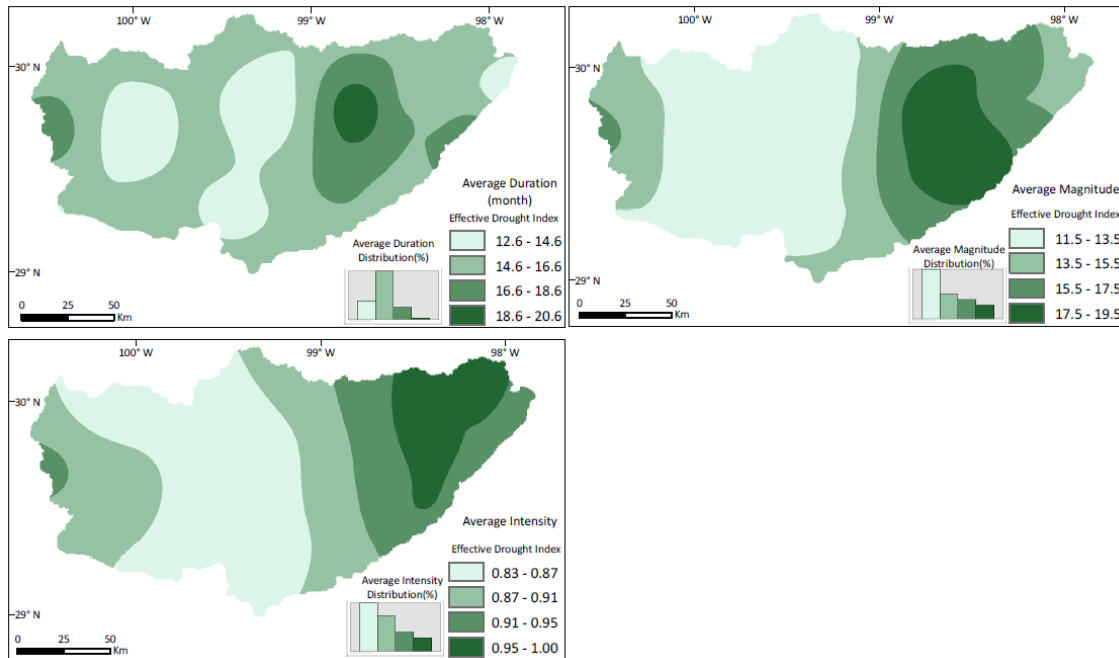 100° W
99° W
98° W
30° N
29° N
Average Duration
(month)
Effective Drought Index
12.6 - 14.6
14.6 - 16.6
16.6 - 18.6
18.6 - 20.6
Average Duration
Distribution(%)
0
25
50
Km
100° W
99° W
98° W
30° N
29° N
Average Magnitude
Effective Drought Index
11.5 - 13.5
13.5 - 15.5
15.5 - 17.5
17.5 - 19.5
Average Magnitude
Distribution(%)
0
25
50
Km
100° W
99° W
98° W
30° N
29° N
Average Intensity
Effective Drought Index
0.83 - 0.87
0.87 - 0.91
0.91 - 0.95
0.95 - 1.00
Average Intensity
Distribution(%)
0
25
50
Km